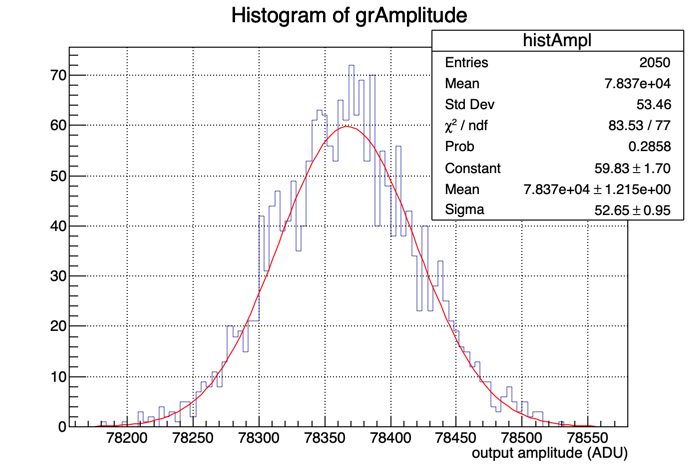 Histogram of grAmplitude
histAmpl
Entries 2050
Mean 7.837e+04
Std Dev 53.46
χ² / ndf 83.53 / 77
Prob 0.2858
Constant 59.83 ± 1.70
Mean 7.837e+04 ± 1.215e+00
Sigma 52.65 ± 0.95
70
60
50
40
30
20
10
0
78200 78250 78300 78350 78400 78450 78500 78550
output amplitude (ADU)